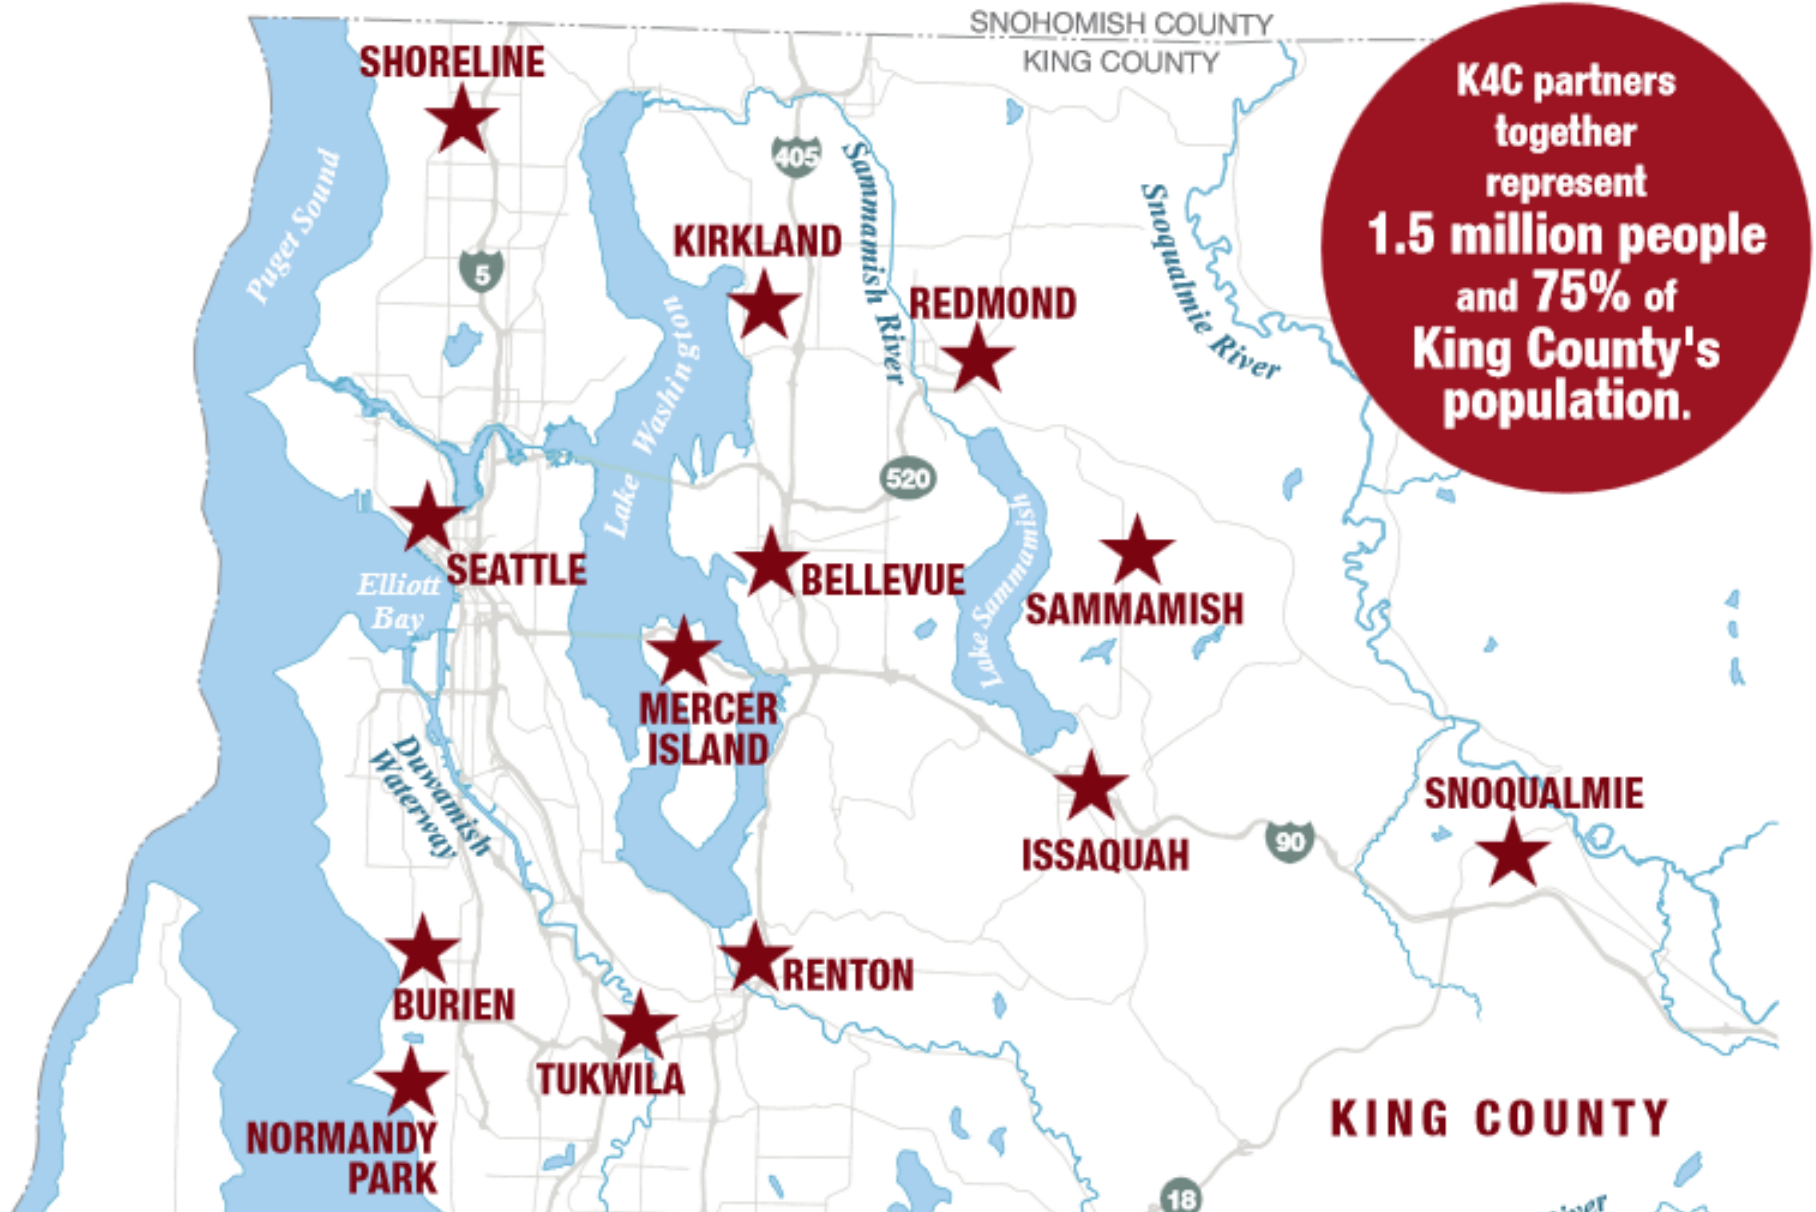 SNOHOMISH COUNTY
KING COUNTY
K4C partners
together
represent
1.5 million people
and 75% of
King County's
population.
SHORELINE
Puget Sound
5
405
Sammamish River
Snoqualmie River
KIRKLAND
REDMOND
Lake Washington
520
SEATTLE
Elliott
Bay
BELLEVUE
Lake Sammamish
SAMMAMISH
MERCER
ISLAND
Duwamish
Waterway
ISSAQUAH
90
SNOQUALMIE
BURIEN
RENTON
TUKWILA
NORMANDY
PARK
KING COUNTY
18